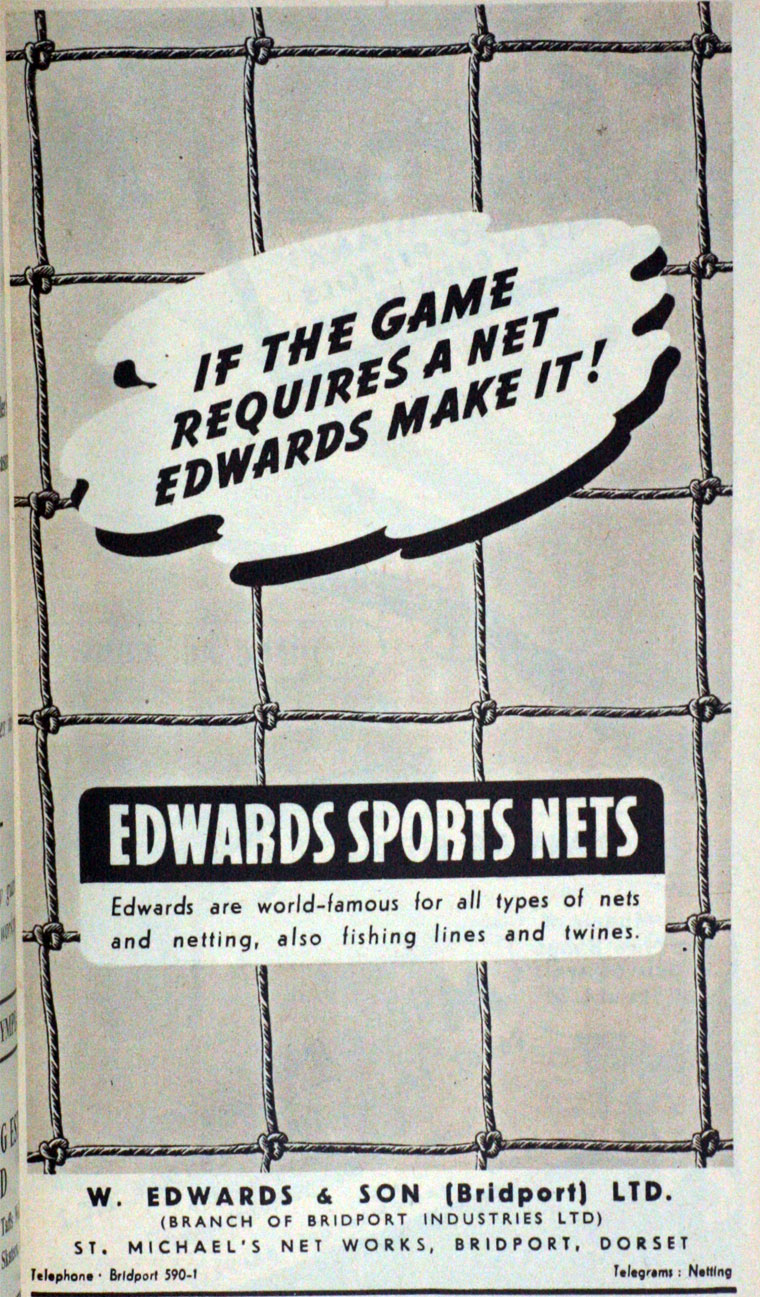 IF THE GAME
REQUIRES A NET
EDWARDS MAKE IT!
EDWARDS SPORTS NETS
Edwards are world-famous for all types of nets
and netting, also fishing lines and twines.
W. EDWARDS & SON (Bridport) LTD.
(BRANCH OF BRIDPORT INDUSTRIES LTD)
ST. MICHAEL'S NET WORKS, BRIDPORT, DORSET
Telephone · Bridport 590-1
Telegrams : Netting